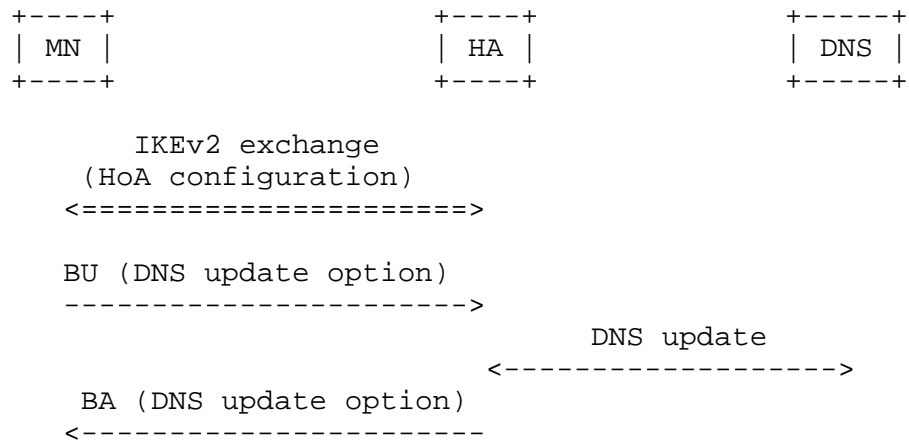 MN HA DNS
IKEv2 exchange
(HoA configuration)
BU (DNS update option)
DNS update
BA (DNS update option)